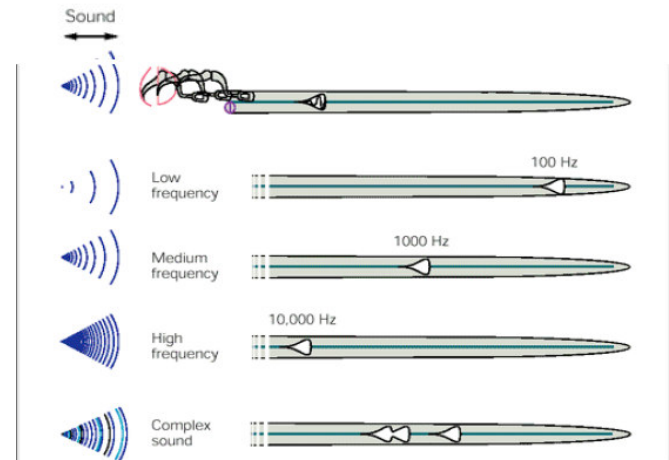 Sound
100 Hz
Low
frequency
1000 Hz
Medium
frequency
10,000 Hz
High
frequency
Complex
sound